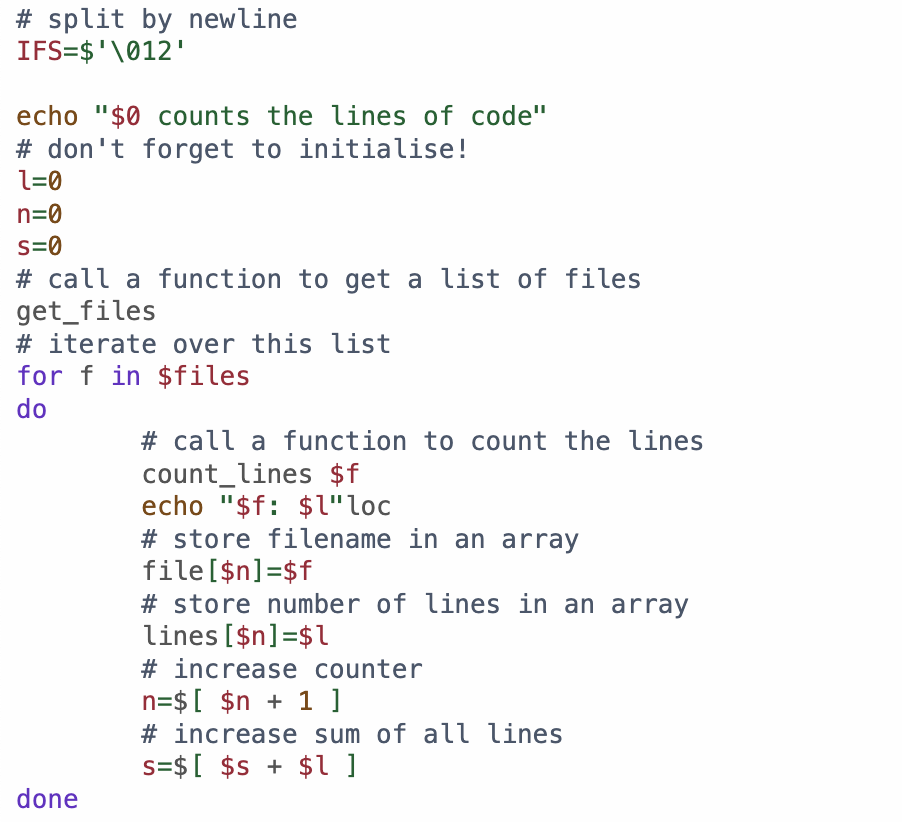 # split by newline
IFS=$'\012'

echo "$0 counts the lines of code"
# don't forget to initialise!
l=0
n=0
s=0
# call a function to get a list of files
get_files
# iterate over this list
for f in $files
do
        # call a function to count the lines
        count_lines $f
        echo "$f: $l"loc
        # store filename in an array
        file[$n]=$f
        # store number of lines in an array
        lines[$n]=$l
        # increase counter
        n=$[ $n + 1 ]
        # increase sum of all lines
        s=$[ $s + $l ]
done